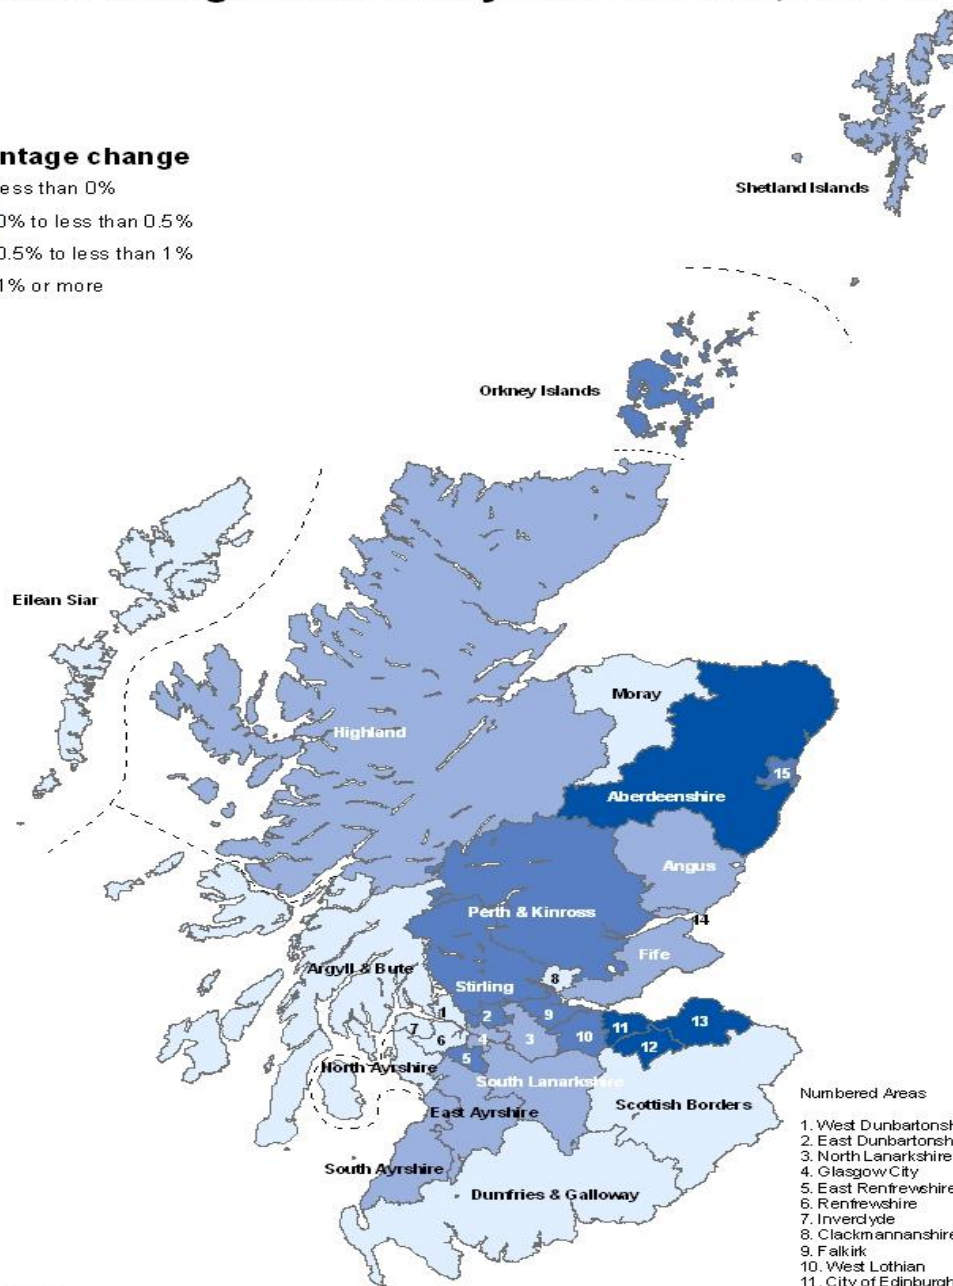 ntage change
ess than 0%
0% to less than 0.5%
0.5% to less than 1%
1% or more
Shetland Islands
Orkney Islands
Eilean Siar
Moray
Highland
15
Aberdeenshire
Angus
Perth & Kinross
14
Fife
Argyll & Bute
8
Stirling
1
2
9
13
11
7
10
6
4
3
12
5
North Ayrshire
South Lanarkshire
Scottish Borders
East Ayrshire
South Ayrshire
Dumfries & Galloway
Numbered Areas
1. West Dunbartonsh
2. East Dunbartonsh
3. North Lanarkshire
4. Glasgow City
5. East Renfrewshire
6. Renfrewshire
7. Inverclyde
8. Clackmannanshire
9. Falkirk
10. West Lothian
11. City of Edinburgh